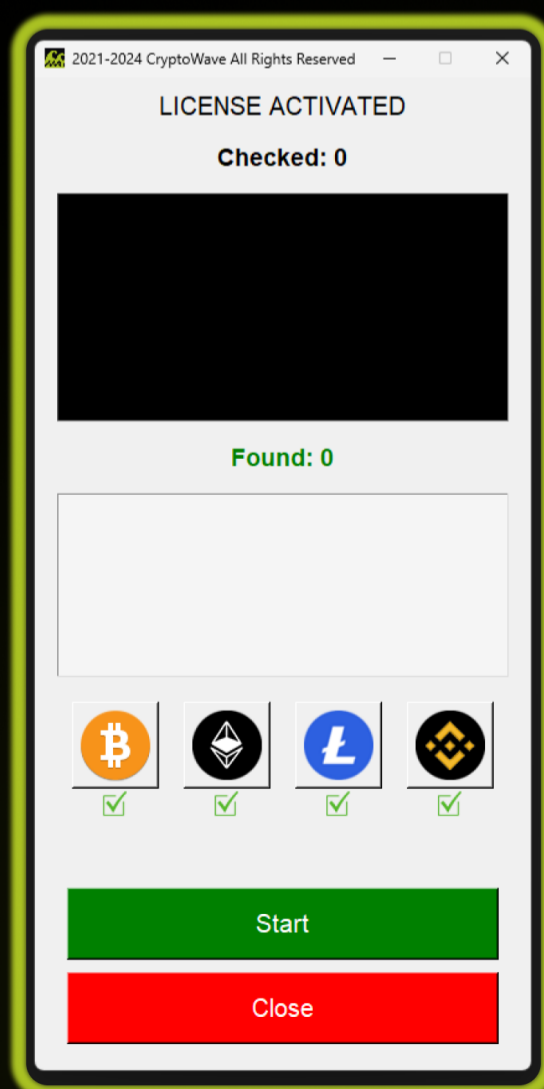 2021-2024 CryptoWave All Rights Reserved
LICENSE ACTIVATED
Checked: 0
Found: 0
Start
Close